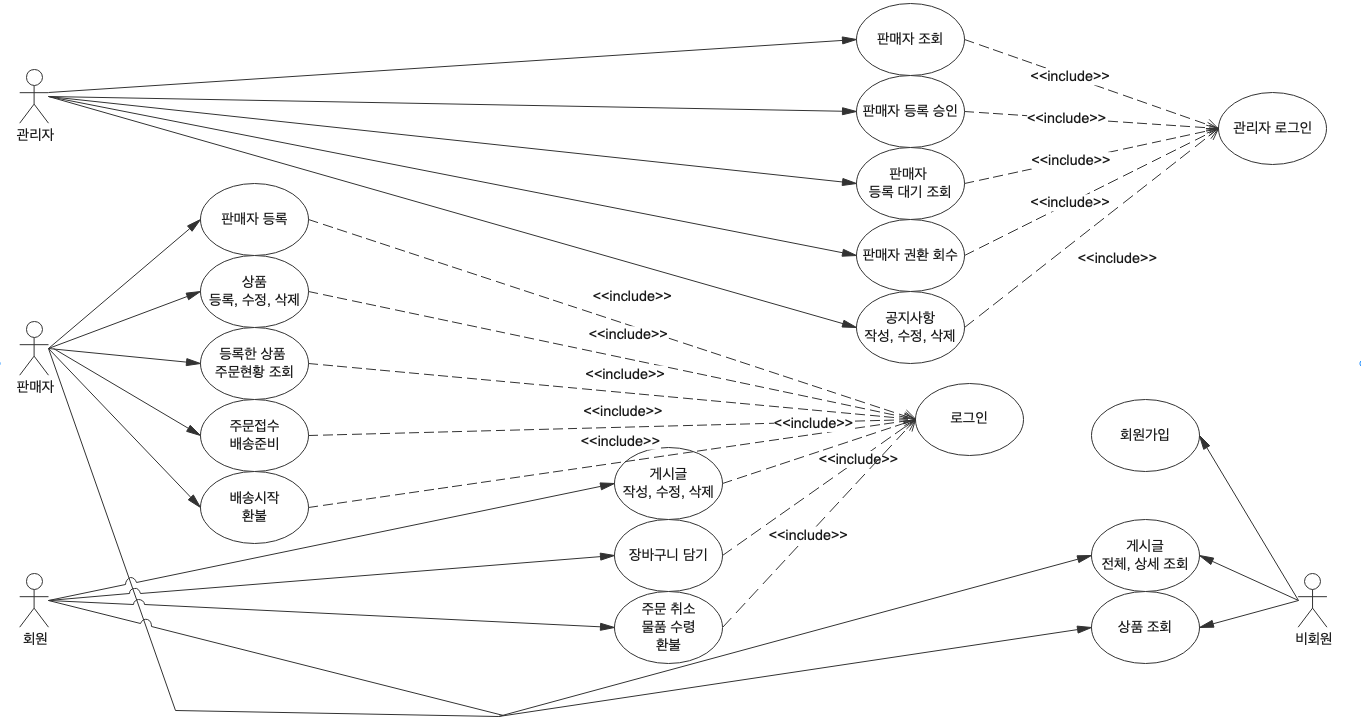 판매자 조회
<<include>>
관리자
판매자 등록 승인
<<include>>
관리자 로그인
<<include>>
판매자
등록 대기 조회
<<include>>
판매자 등록
판매자 권환 회수
<<include>>
상품
등록, 수정, 삭제
<<include>>
공지사항
작성, 수정, 삭제
<<include>>
등록한 상품
주문현황 조회
<<include>>
판매자
<<include>>
로그인
주문접수
배송준비
<<include>>
<<include>>
회원가입
<<include>>
게시글
작성, 수정, 삭제
배송시작
환불
<<include>>
장바구니 담기
게시글
전체, 상세 조회
회원
주문 취소
물품 수령
환불
상품 조회
비회원